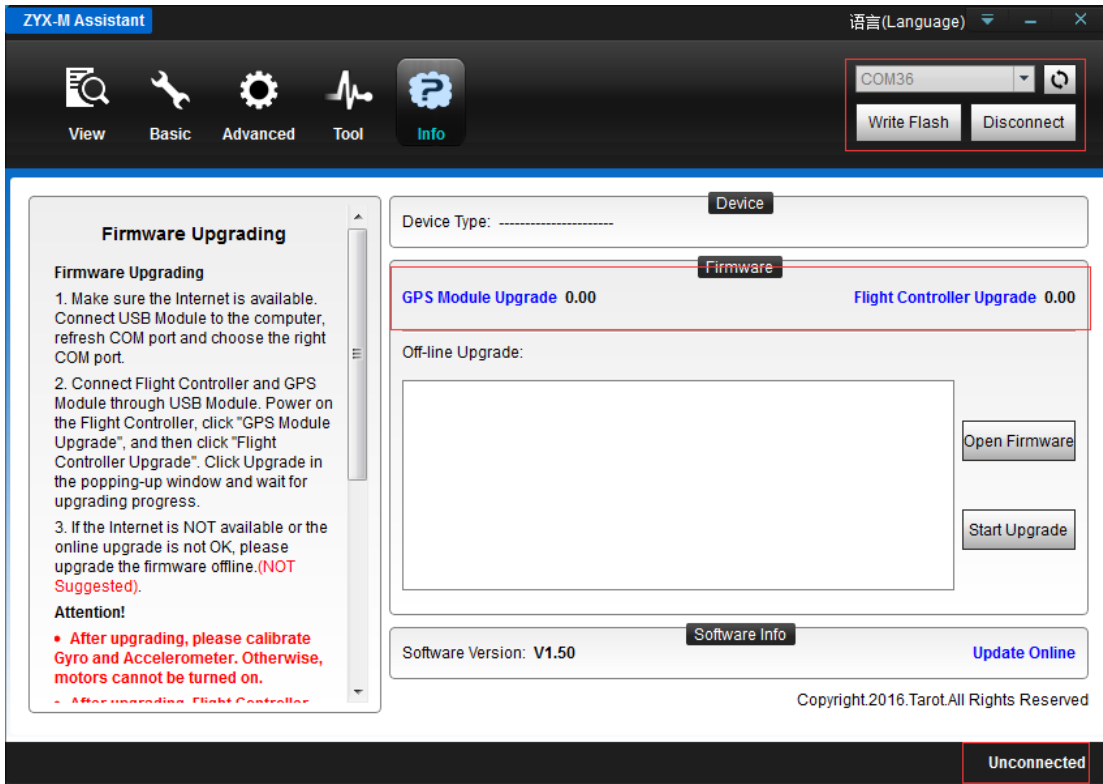 ZYX-M Assistant
语言(Language)
View Basic Advanced Tool Info
COM36
Write Flash Disconnect
Firmware Upgrading
Firmware Upgrading
1. Make sure the Internet is available.
Connect USB Module to the computer,
refresh COM port and choose the right
COM port.
2. Connect Flight Controller and GPS
Module through USB Module. Power on
the Flight Controller, click "GPS Module
Upgrade", and then click "Flight
Controller Upgrade". Click Upgrade in
the popping-up window and wait for
upgrading progress.
3. If the Internet is NOT available or the
online upgrade is not OK, please
upgrade the firmware offline.(NOT
Suggested).
Attention!
• After upgrading, please calibrate
Gyro and Accelerometer. Otherwise,
motors cannot be turned on.
• After upgrading, Flight Controller
Device
Device Type: ----------------------
Firmware
GPS Module Upgrade 0.00
Flight Controller Upgrade 0.00
Off-line Upgrade:
Open Firmware
Start Upgrade
Software Info
Software Version: V1.50
Update Online
Copyright.2016.Tarot.All Rights Reserved
Unconnected